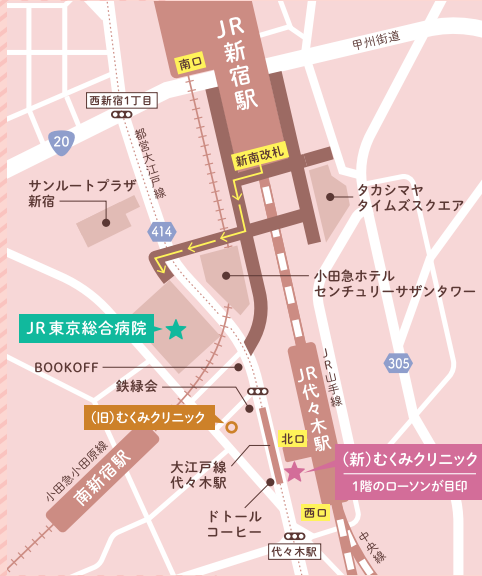 JR新宿駅
南口
甲州街道
西新宿1丁目
都営大江戸線
20
新南改札
サンルートプラザ
新宿
タカシマヤ
タイムズスクエア
414
小田急ホテル
センチュリーサザンタワー
JR東京総合病院
BOOKOFF
JR山手線
305
鉄緑会
JR代々木駅
(旧)むくみクリニック
北口
小田急小田原線
南新宿駅
大江戸線
代々木駅
(新)むくみクリニック
1階のローソンが目印
ドトール
コーヒー
西口
中央線
代々木駅